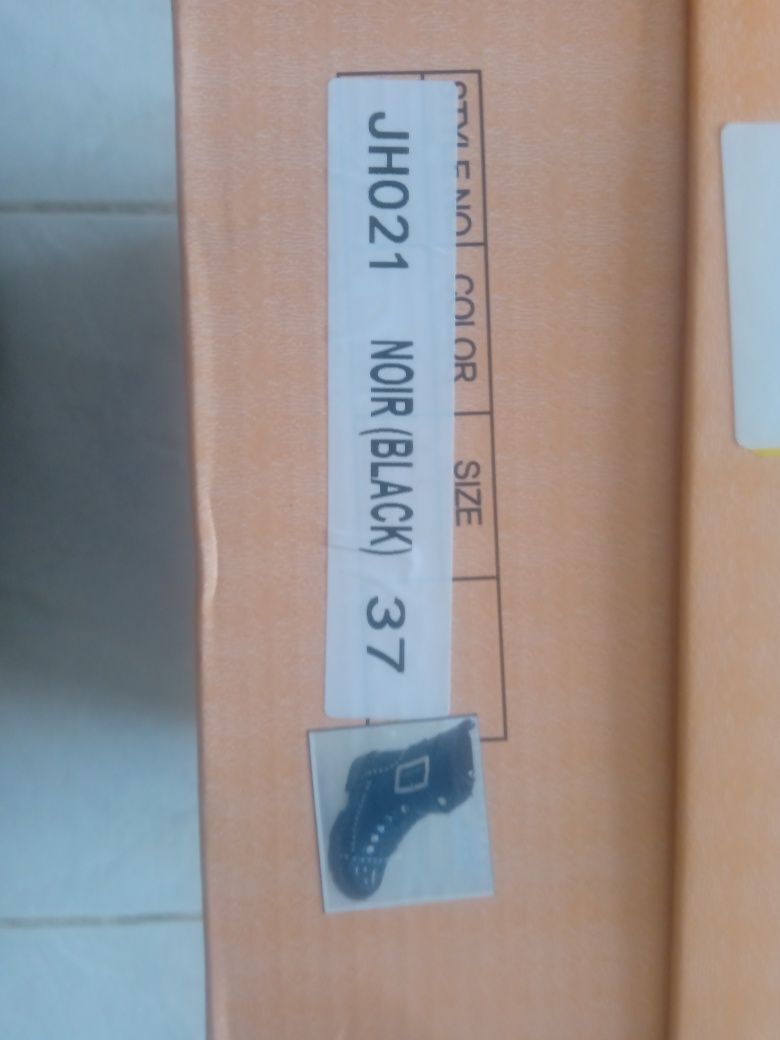 STYLE NO COLOR SIZE
JH021 NOIR (BLACK) 37